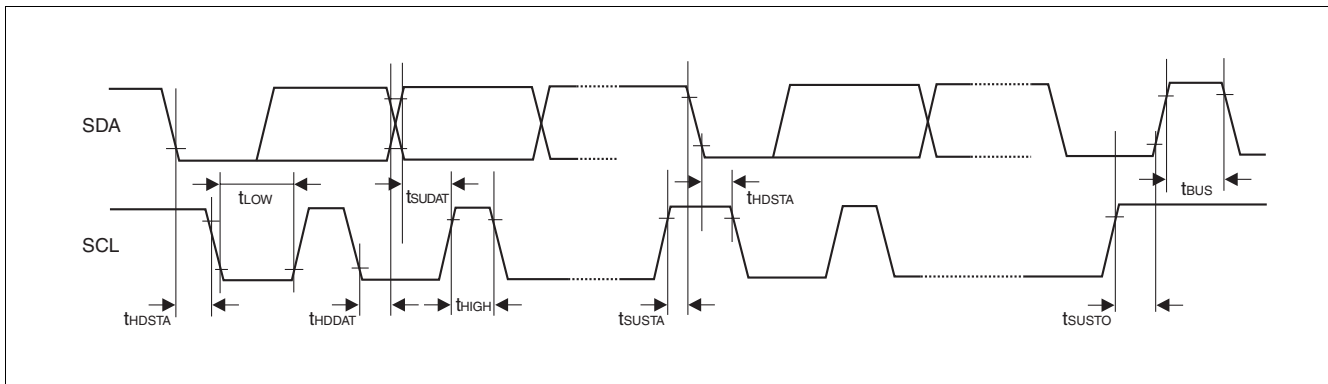 SDA
tLOW
tSUDAT
tHDSTA
tBUS
SCL
tHDSTA
tHDDAT
tHIGH
tSUSTA
tSUSTO